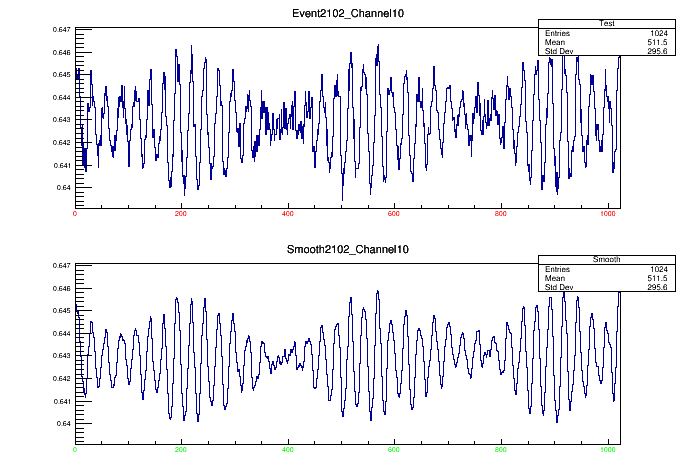 Event2102_Channel10
Test
Entries 1024
Mean 511.5
Std Dev 295.6
0.647
0.646
0.645
0.644
0.643
0.642
0.641
0.64
0 200 400 600 800 1000
Smooth2102_Channel10
Smooth
Entries 1024
Mean 511.5
Std Dev 295.6
0.647
0.646
0.645
0.644
0.643
0.642
0.641
0.64
0 200 400 600 800 1000